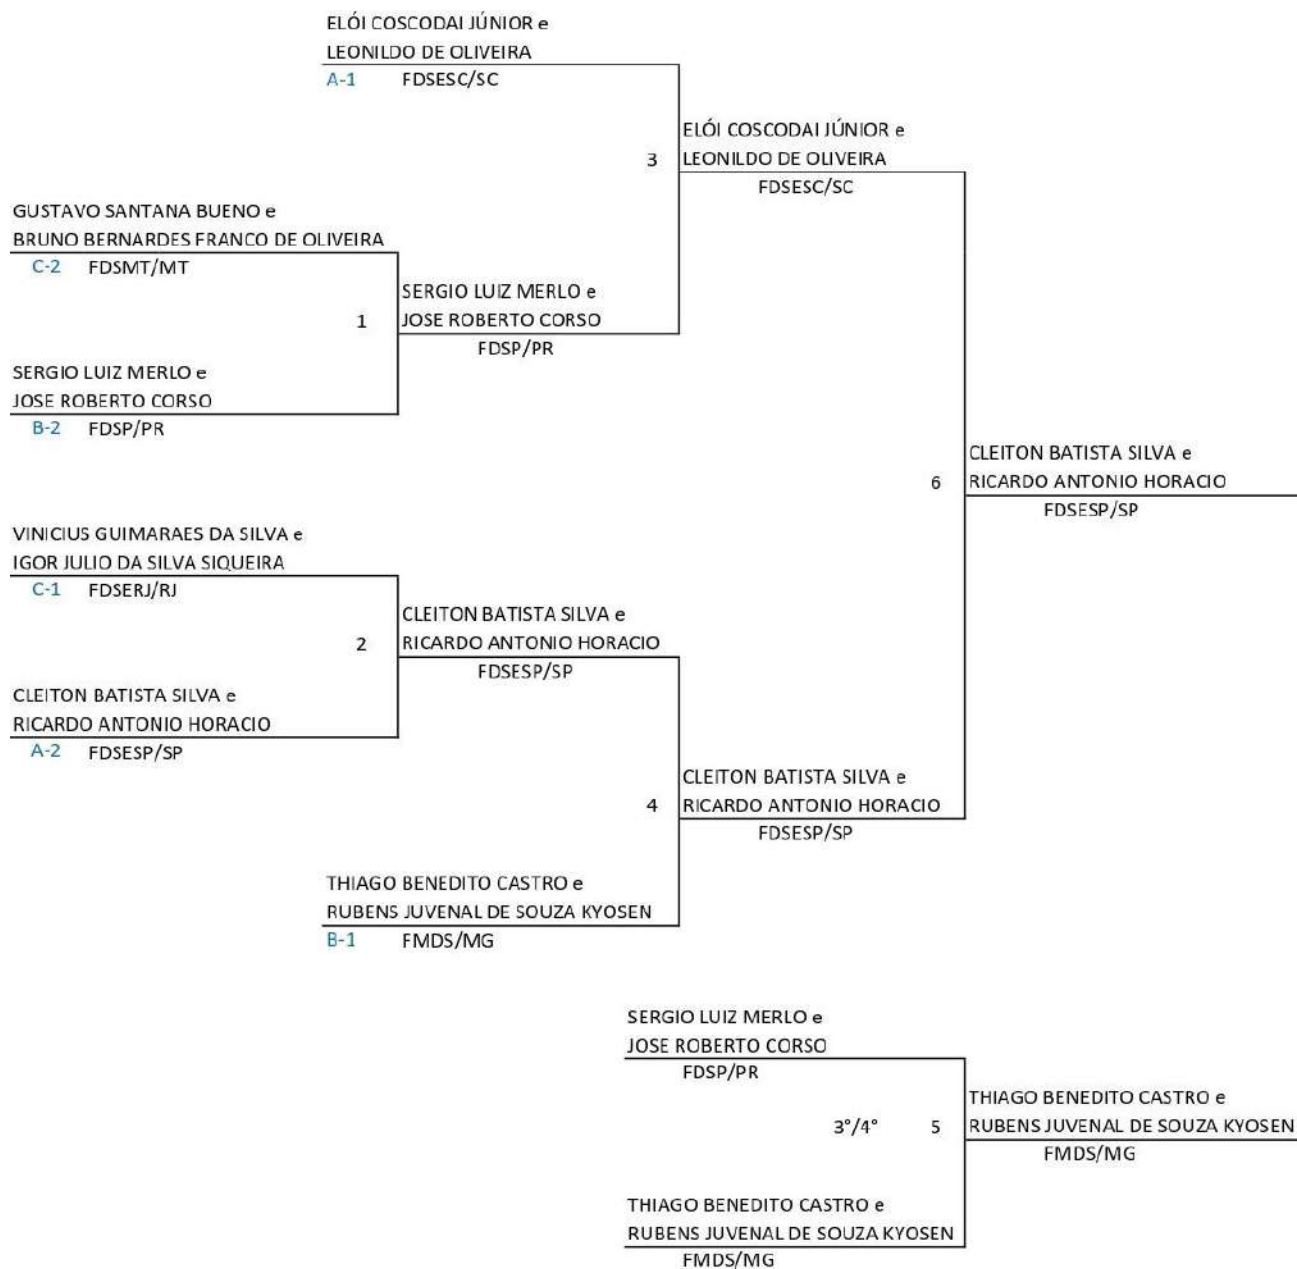 ELÓI COSCODAI JÚNIOR e
LEONILDO DE OLIVEIRA
A-1 FDSESC/SC
ELÓI COSCODAI JÚNIOR e
3 LEONILDO DE OLIVEIRA
FDSESC/SC
GUSTAVO SANTANA BUENO e
BRUNO BERNARDES FRANCO DE OLIVEIRA
C-2 FDSMT/MT
SERGIO LUIZ MERLO e
1 JOSE ROBERTO CORSO
FDSP/PR
SERGIO LUIZ MERLO e
JOSE ROBERTO CORSO
B-2 FDSP/PR
CLEITON BATISTA SILVA e
6 RICARDO ANTONIO HORACIO
FDSESP/SP
VINICIUS GUIMARAES DA SILVA e
IGOR JULIO DA SILVA SIQUEIRA
C-1 FDSERJ/RJ
CLEITON BATISTA SILVA e
2 RICARDO ANTONIO HORACIO
FDSESP/SP
CLEITON BATISTA SILVA e
RICARDO ANTONIO HORACIO
A-2 FDSESP/SP
CLEITON BATISTA SILVA e
4 RICARDO ANTONIO HORACIO
FDSESP/SP
THIAGO BENEDITO CASTRO e
RUBENS JUVENAL DE SOUZA KYOSEN
B-1 FMDS/MG
SERGIO LUIZ MERLO e
JOSE ROBERTO CORSO
FDSP/PR
THIAGO BENEDITO CASTRO e
3°/4° 5 RUBENS JUVENAL DE SOUZA KYOSEN
FMDS/MG
THIAGO BENEDITO CASTRO e
RUBENS JUVENAL DE SOUZA KYOSEN
FMDS/MG